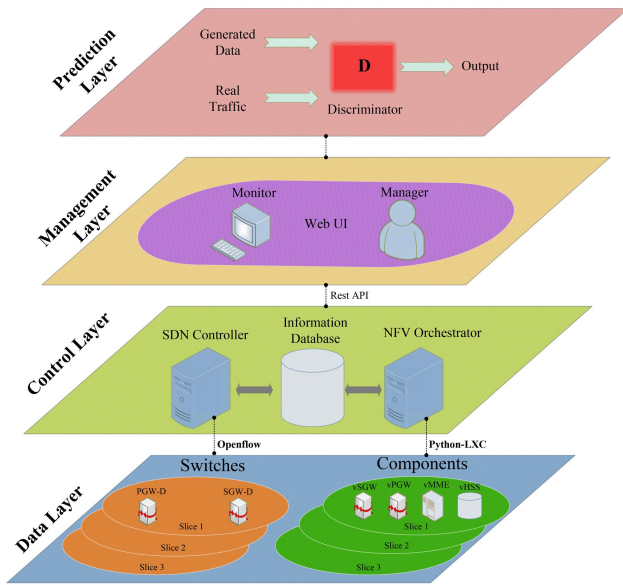 Prediction
Layer
Generated
Data
Real
Traffic
D
Discriminator
Output
Management
Layer
Monitor
Web UI
Manager
Rest API
Control Layer
SDN Controller
Information
Database
NFV Orchestrator
Openflow
Python-LXC
Data Layer
Switches
PGW-D
SGW-D
Slice 1
Slice 2
Slice 3
Components
vSGW
vPGW
vMME
vHSS
Slice 1
Slice 2
Slice 3